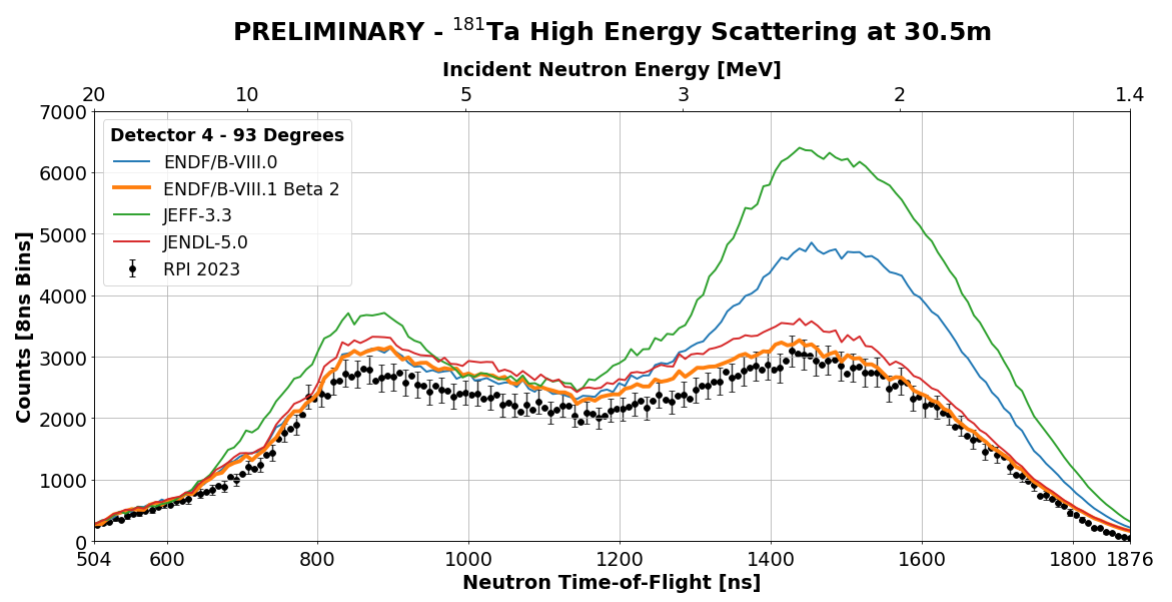 PRELIMINARY - ¹⁸¹Ta High Energy Scattering at 30.5m
Incident Neutron Energy [MeV]
20 10 5 3 2 1.4
7000
6000
5000
4000
3000
2000
1000
0
Counts [8ns Bins]
Detector 4 - 93 Degrees
ENDF/B-VIII.0
ENDF/B-VIII.1 Beta 2
JEFF-3.3
JENDL-5.0
RPI 2023
504 600 800 1000 1200 1400 1600 1800 1876
Neutron Time-of-Flight [ns]